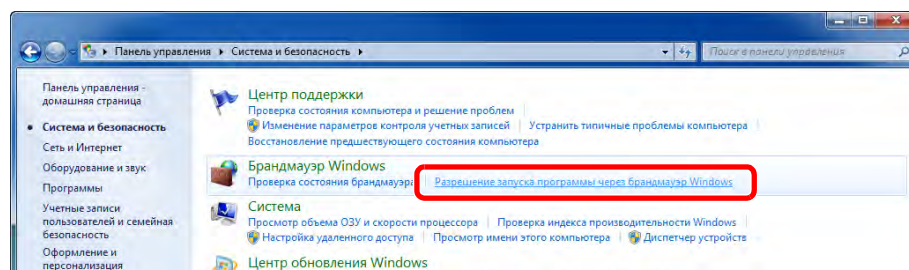 Панель управления ▸ Система и безопасность ▸
Поиск в панели управления
Панель управления -
домашняя страница
Система и безопасность
Сеть и Интернет
Оборудование и звук
Программы
Учетные записи
пользователей и семейная
безопасность
Оформление и
персонализация
Центр поддержки
Проверка состояния компьютера и решение проблем
Изменение параметров контроля учетных записей
Устранить типичные проблемы компьютера
Восстановление предшествующего состояния компьютера
Брандмауэр Windows
Проверка состояния брандмауэра
Разрешение запуска программы через брандмауэр Windows
Система
Просмотр объема ОЗУ и скорости процессора
Проверка индекса производительности Windows
Настройка удаленного доступа
Просмотр имени этого компьютера
Диспетчер устройств
Центр обновления Windows